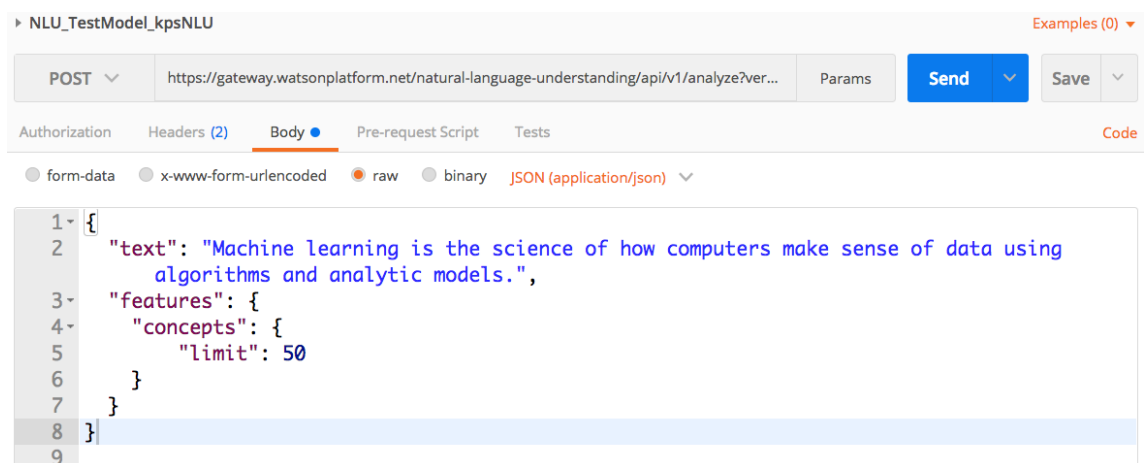 NLU_TestModel_kpsNLU Examples (0)
POST https://gateway.watsonplatform.net/natural-language-understanding/api/v1/analyze?ver... Params Send Save
Authorization Headers (2) Body Pre-request Script Tests Code
form-data x-www-form-urlencoded raw binary JSON (application/json)
1 {
2 "text": "Machine learning is the science of how computers make sense of data using
algorithms and analytic models.",
3 "features": {
4 "concepts": {
5 "limit": 50
6 }
7 }
8 }
9